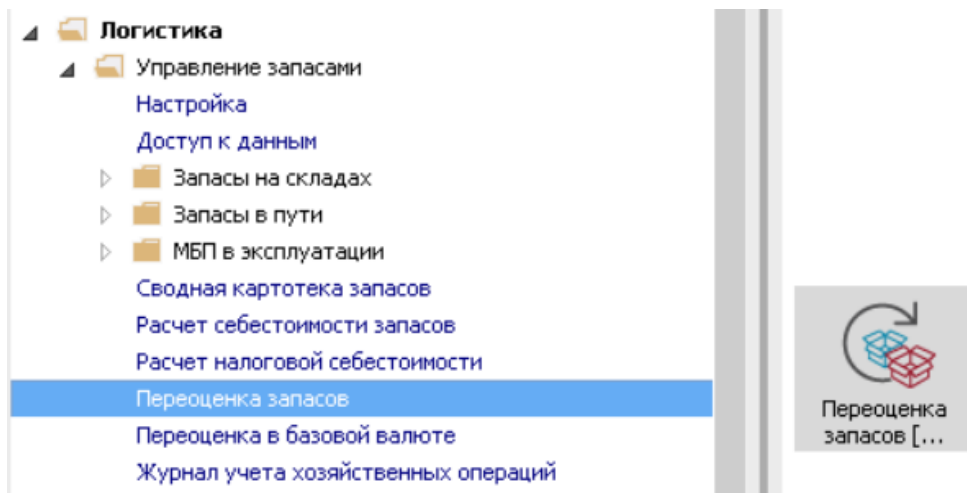 Логистика
Управление запасами
Настройка
Доступ к данным
Запасы на складах
Запасы в пути
МБП в эксплуатации
Сводная картотека запасов
Расчет себестоимости запасов
Расчет налоговой себестоимости
Переоценка запасов
Переоценка в базовой валюте
Журнал учета хозяйственных операций
Переоценка
запасов [...